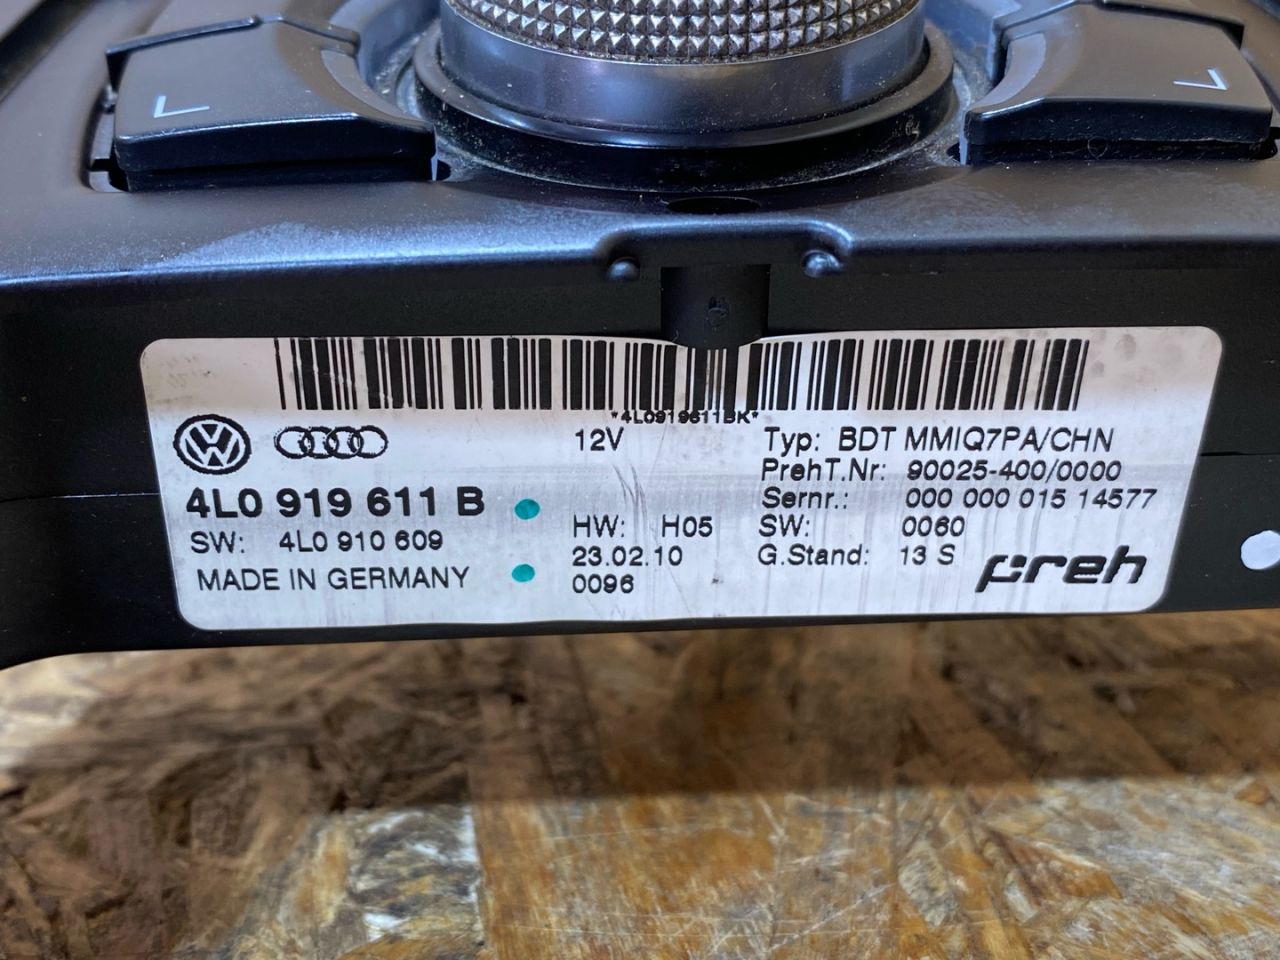 *4L0919611BK*
12V
Typ: BDT MMIQ7PA/CHN
PrehT.Nr: 90025-400/0000
4L0 919 611 B
Sernr.: 000 000 015 14577
HW: H05
SW: 0060
SW: 4L0 910 609
23.02.10
G.Stand: 13 S
preh
MADE IN GERMANY
0096